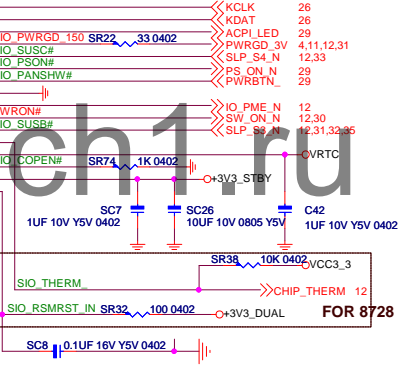 KCLK 26
KDAT 26
ACPI_LED 29
IO_PWRGD_150 SR22 33 0402 PWRGD_3V 4,11,12,31
IO_SUSC# SLP_S4_N 12,33
IO_PSON# PS_ON_N 29
IO_PANSHW# PWRBTN_ 29
IO_PME_N 12
WRON# SW_ON_N 12,30
IO_SUSB# SLP_S3_N 12,31,32,35
ch1.ru
IO_COPEN# SR74 1K 0402 VRTC
+3V3_STBY
SC7 SC26 C42
1UF 10V Y5V 0402 10UF 10V 0805 Y5V 1UF 10V Y5V 0402
SR38 10K 0402 VCC3_3
SIO_THERM_ CHIP_THERM 12
SIO_RSMRST_IN SR32 100 0402 +3V3_DUAL FOR 8728
SC8 0.1UF 16V Y5V 0402